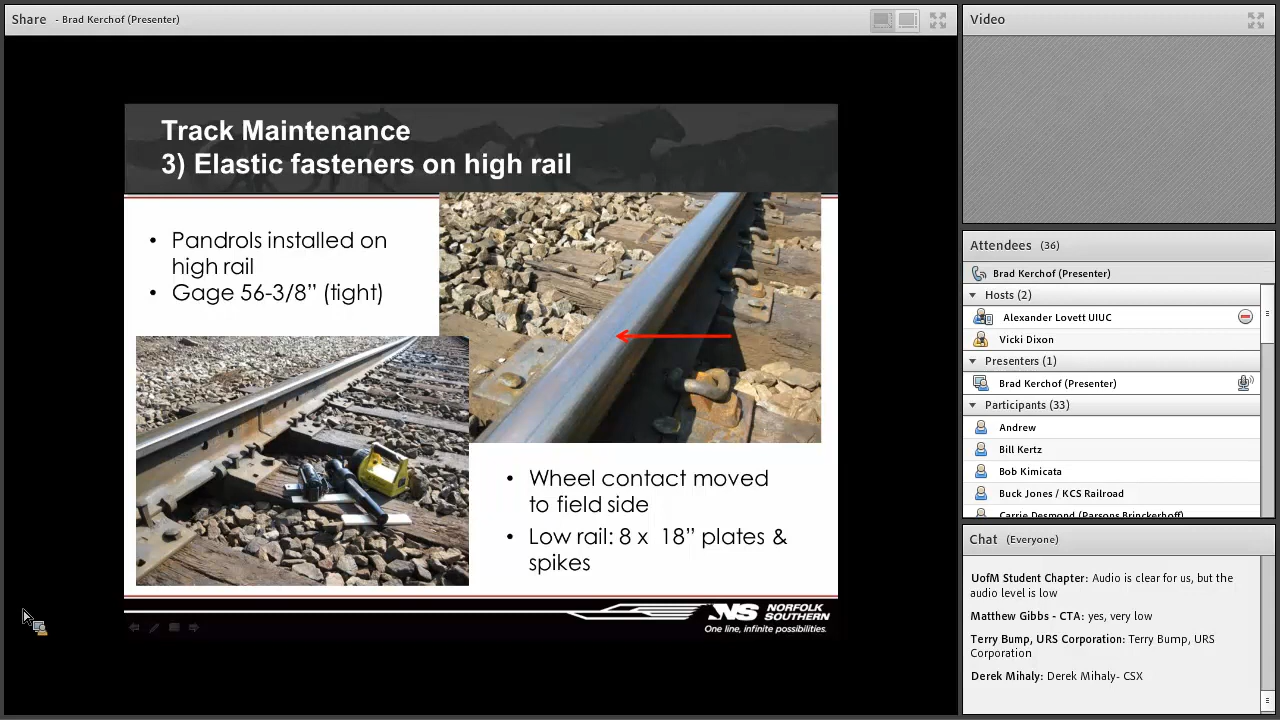 Share - Brad Kerchof (Presenter)
Track Maintenance
3) Elastic fasteners on high rail
• Pandrols installed on
high rail
• Gage 56-3/8” (tight)
• Wheel contact moved
to field side
• Low rail: 8 x 18” plates &
spikes
NS NORFOLK
SOUTHERN
One line, infinite possibilities.
Video
Attendees (36)
Brad Kerchof (Presenter)
Hosts (2)
Alexander Lovett UIUC
Vicki Dixon
Presenters (1)
Brad Kerchof (Presenter)
Participants (33)
Andrew
Bill Kertz
Bob Kimicata
Buck Jones / KCS Railroad
Carrie Desmond (Parsons Brinckerhoff)
Chat (Everyone)
UofM Student Chapter: Audio is clear for us, but the
audio level is low
Matthew Gibbs - CTA: yes, very low
Terry Bump, URS Corporation: Terry Bump, URS
Corporation
Derek Mihaly: Derek Mihaly- CSX